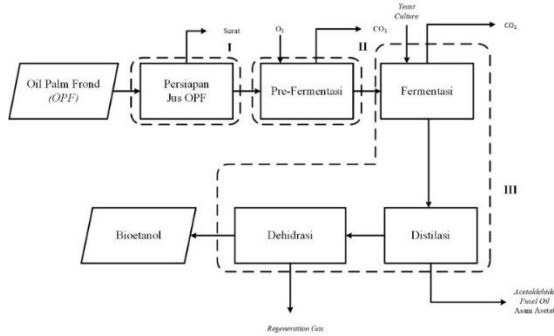 Serat
I
O₂
II
CO₂
Yeast
Culture
CO₂
Oil Palm Frond
(OPF)
Persiapan
Jus OPF
Pre-Fermentasi
Fermentasi
III
Bioetanol
Dehidrasi
Distilasi
Acetaldehide
Fusel Oil
Asam Asetat
Regeneration Gas